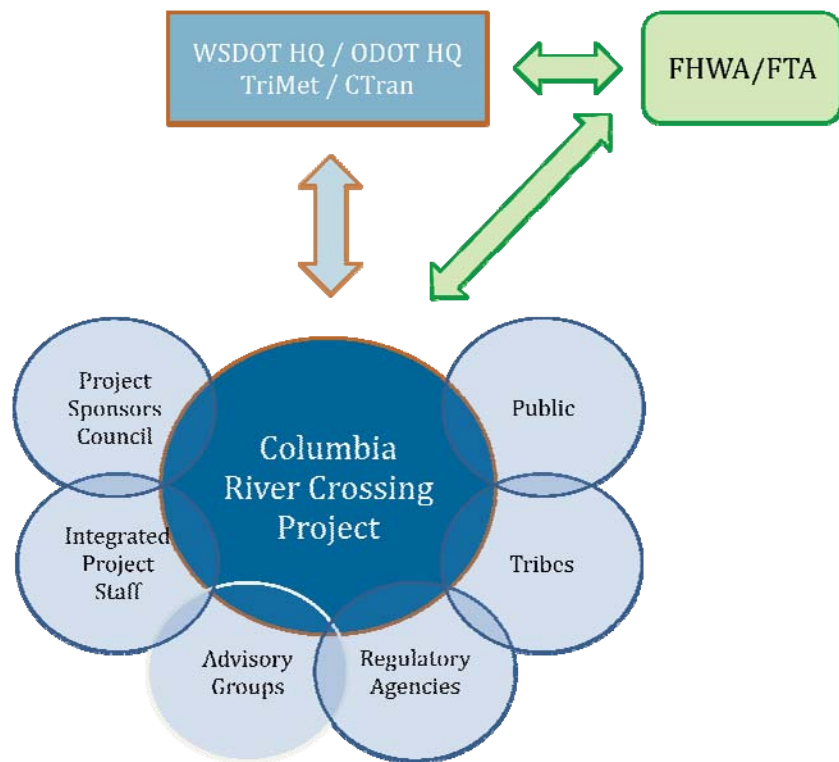 WSDOT HQ / ODOT HQ
TriMet / CTran
FHWA/FTA
Project
Sponsors
Council
Columbia
River Crossing
Project
Public
Integrated
Project
Staff
Tribes
Advisory
Groups
Regulatory
Agencies